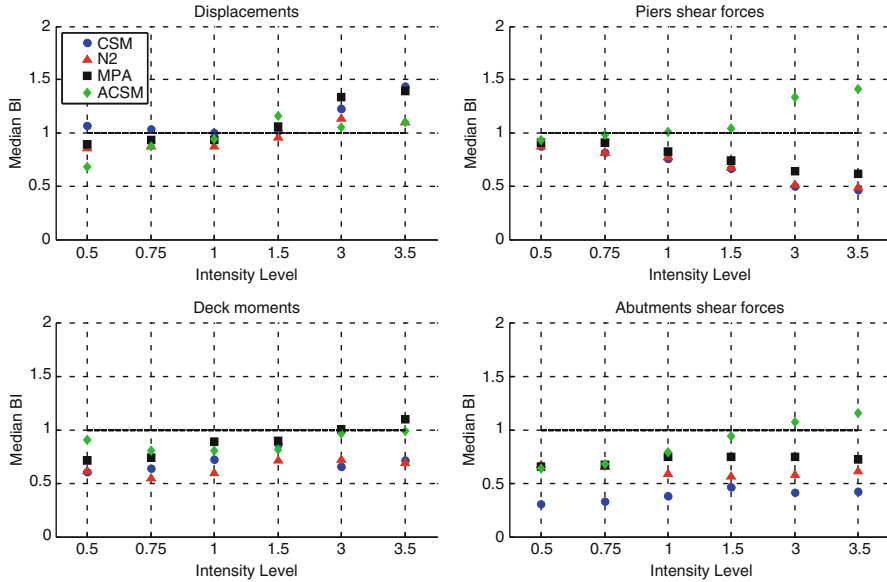 Displacements
2
1.5
1
0.5
0
Median BI
CSM
N2
MPA
ACSM
0.5 0.75 1 1.5 3 3.5
Intensity Level
Piers shear forces
2
1.5
1
0.5
0
Median BI
0.5 0.75 1 1.5 3 3.5
Intensity Level
Deck moments
2
1.5
1
0.5
0
Median BI
0.5 0.75 1 1.5 3 3.5
Intensity Level
Abutments shear forces
2
1.5
1
0.5
0
Median BI
0.5 0.75 1 1.5 3 3.5
Intensity Level